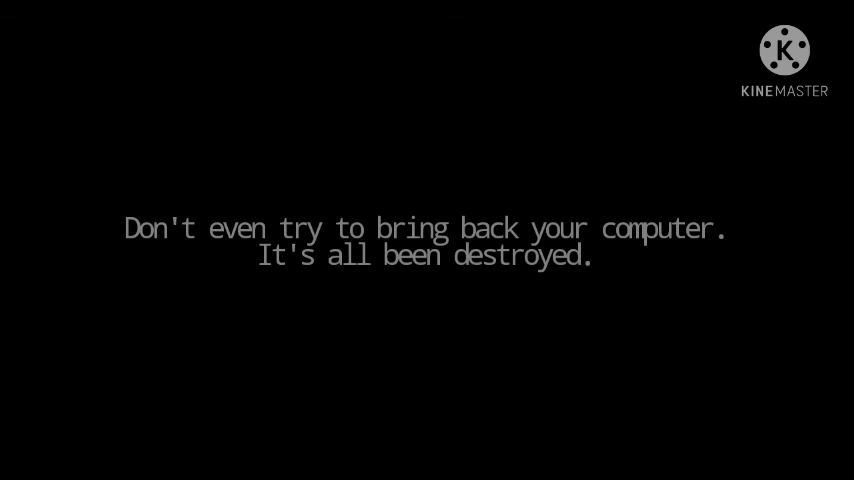 KINEMASTER
Don't even try to bring back your computer.
It's all been destroyed.